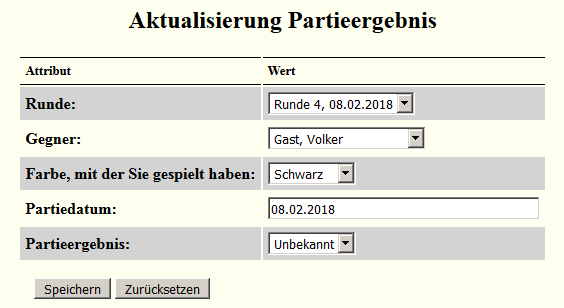 Aktualisierung Partieergebnis
Attribut Wert
Runde: Runde 4, 08.02.2018
Gegner: Gast, Volker
Farbe, mit der Sie gespielt haben: Schwarz
Partiedatum: 08.02.2018
Partieergebnis: Unbekannt
Speichern Zurücksetzen